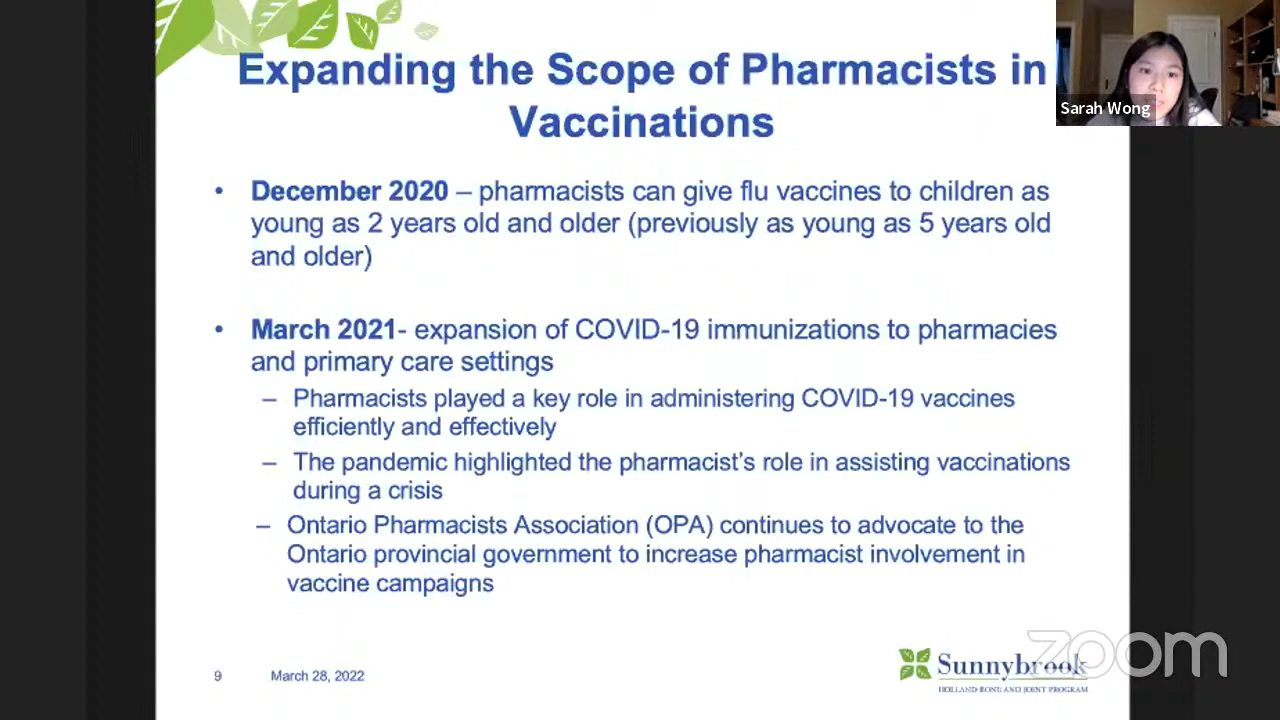 Expanding the Scope of Pharmacists in
Vaccinations
Sarah Wong
• December 2020 – pharmacists can give flu vaccines to children as
young as 2 years old and older (previously as young as 5 years old
and older)
• March 2021- expansion of COVID-19 immunizations to pharmacies
and primary care settings
– Pharmacists played a key role in administering COVID-19 vaccines
efficiently and effectively
– The pandemic highlighted the pharmacist's role in assisting vaccinations
during a crisis
– Ontario Pharmacists Association (OPA) continues to advocate to the
Ontario provincial government to increase pharmacist involvement in
vaccine campaigns
9 March 28, 2022
Sunnybrook
HOLLAND BONE AND JOINT PROGRAM
zoom